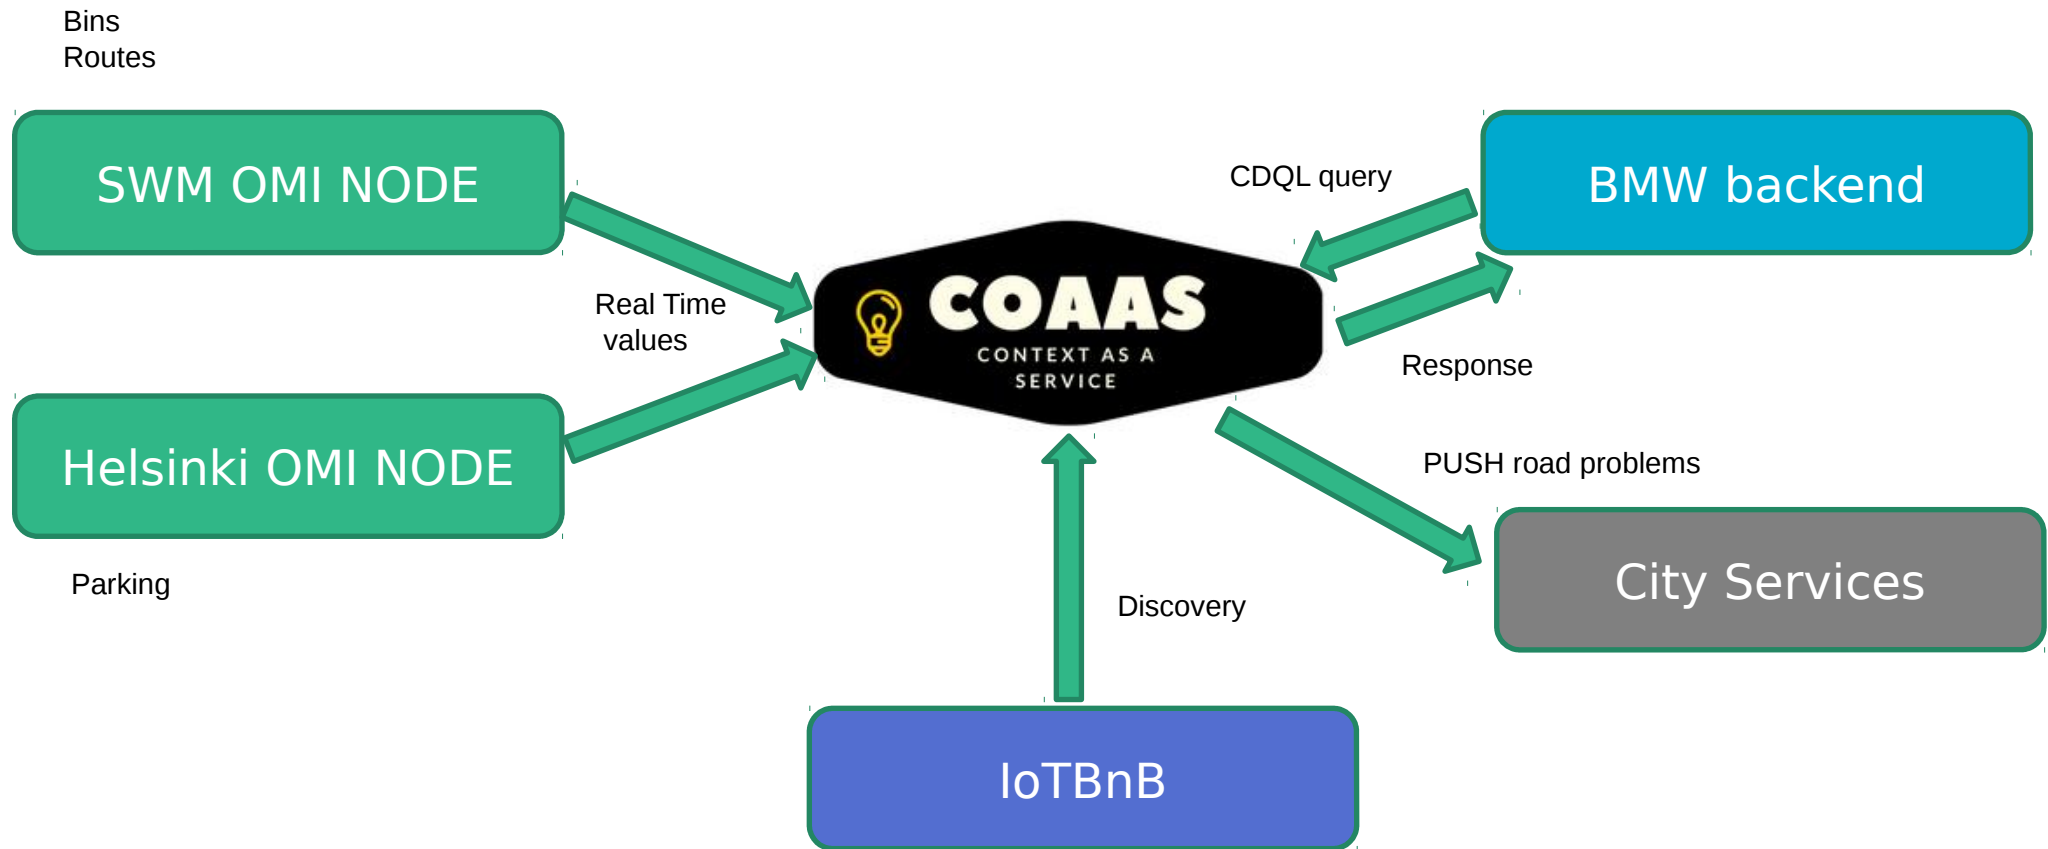 Bins
Routes
SWM OMI NODE
BMW backend
CDQL query
COAAS
CONTEXT AS A
SERVICE
Real Time
values
Response
Helsinki OMI NODE
PUSH road problems
City Services
Parking
Discovery
IoTBnB